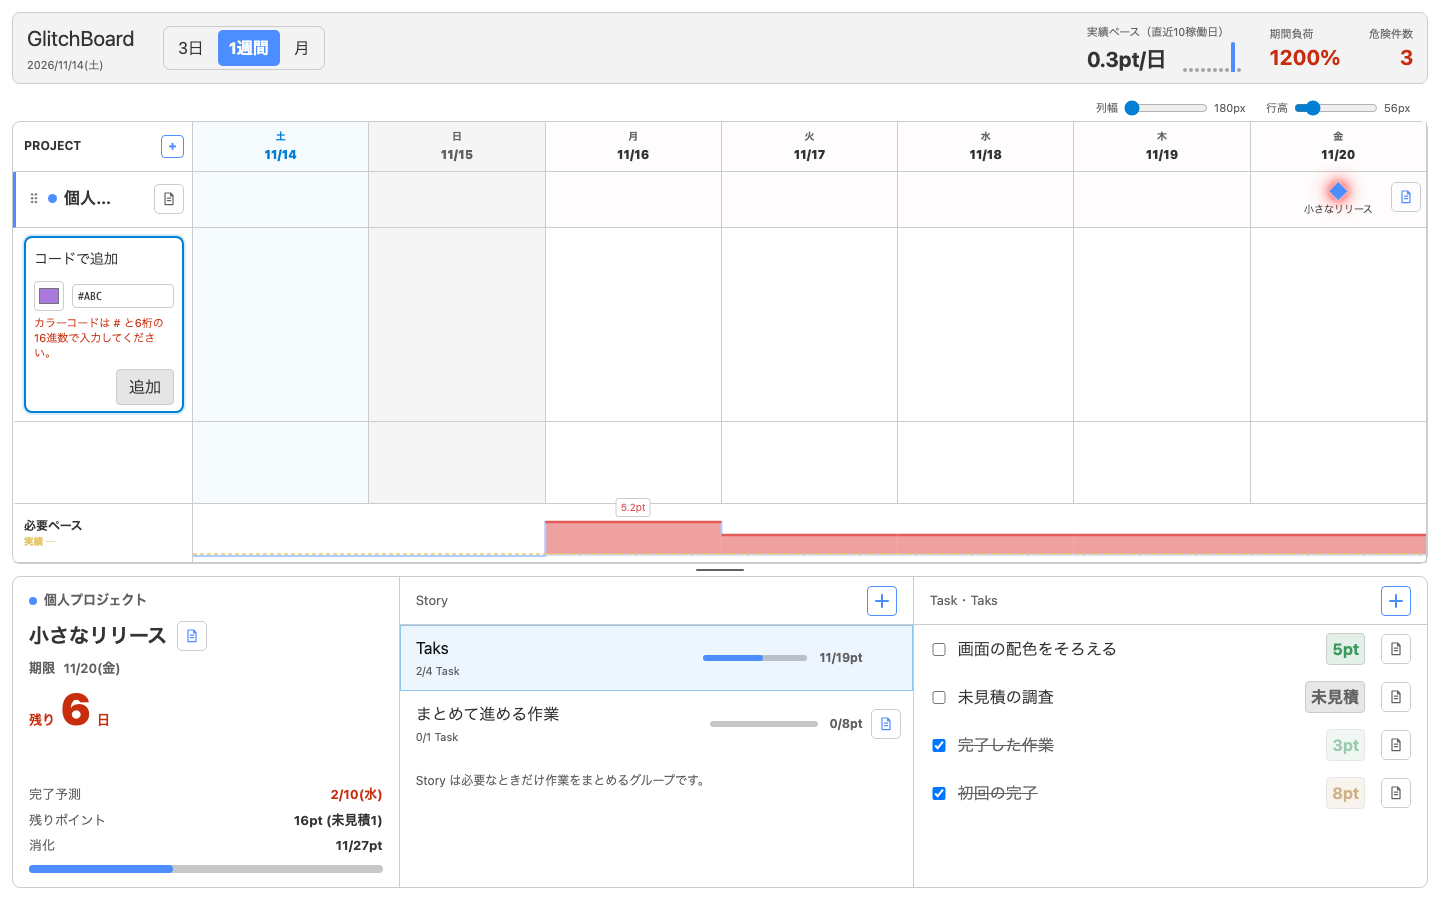 GlitchBoard
2026/11/14(土)
3日 1週間 月
実績ペース（直近10稼働日）
0.3pt/日
期間負荷
1200%
危険件数
3
列幅 180px 行高 56px
PROJECT +
土 11/14
日 11/15
月 11/16
火 11/17
水 11/18
木 11/19
金 11/20
個人...
小さなリリース
コードで追加
#ABC
カラーコードは # と6桁の
16進数で入力してくださ
い。
追加
必要ペース
実績 —
5.2pt
個人プロジェクト
小さなリリース
期限 11/20(金)
残り 6 日
完了予測 2/10(水)
残りポイント 16pt (未見積1)
消化 11/27pt
Story +
Taks
2/4 Task
11/19pt
まとめて進める作業
0/1 Task
0/8pt
Story は必要なときだけ作業をまとめるグループです。
Task・Taks +
画面の配色をそろえる 5pt
未見積の調査 未見積
完了した作業 3pt
初回の完了 8pt